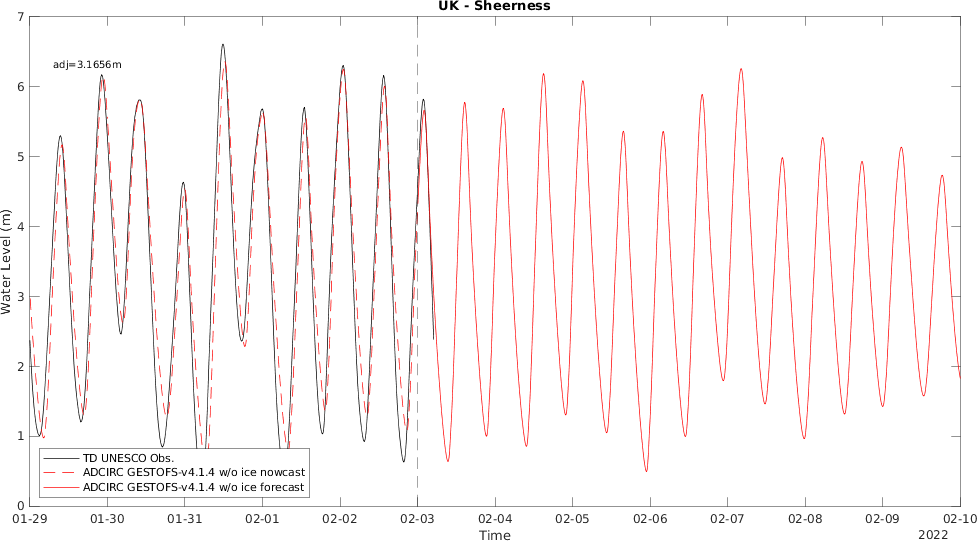 UK - Sheerness
7
adj=3.1656m
6
5
4
Water Level (m)
3
2
1
TD UNESCO Obs.
ADCIRC GESTOFS-v4.1.4 w/o ice nowcast
ADCIRC GESTOFS-v4.1.4 w/o ice forecast
0
01-29 01-30 01-31 02-01 02-02 02-03 02-04 02-05 02-06 02-07 02-08 02-09 02-10
Time 2022